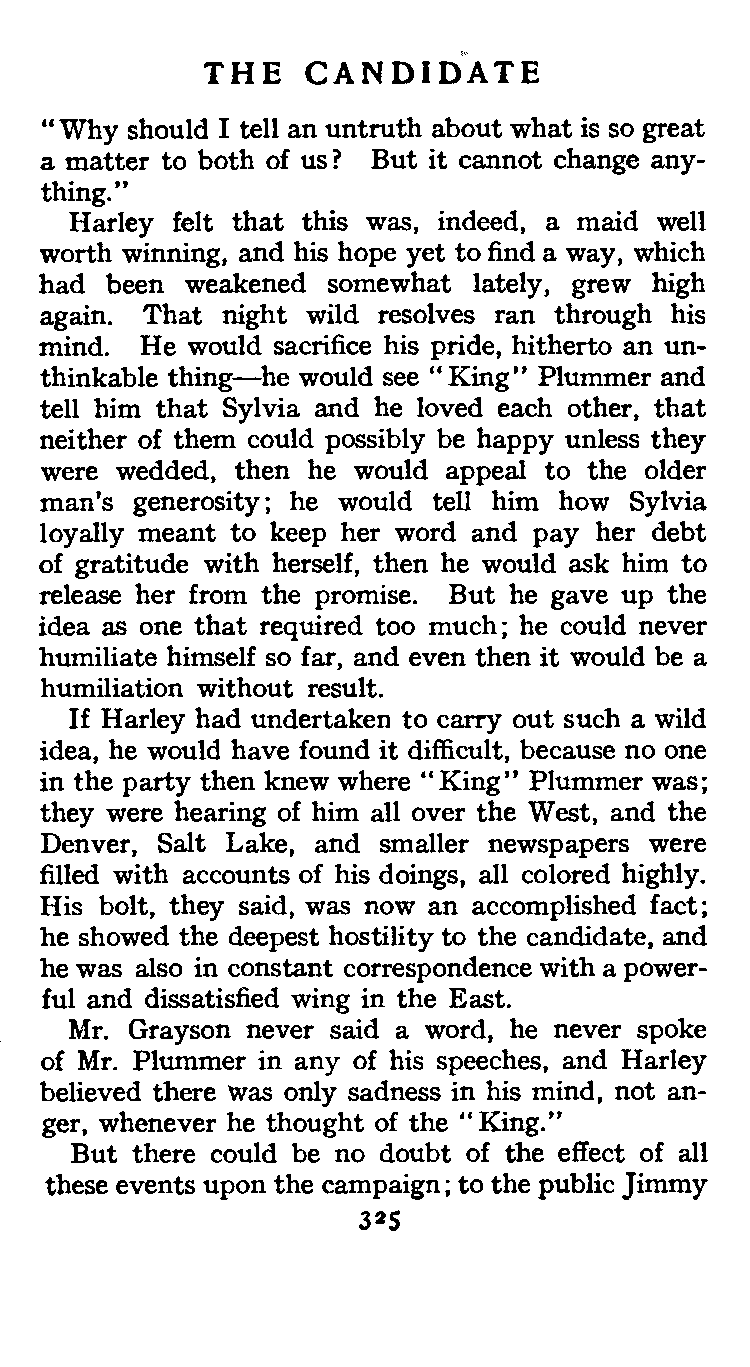 THE CANDIDATE
“Why should I tell an untruth about what is so great
a matter to both of us? But it cannot change any-
thing.”
Harley felt that this was, indeed, a maid well
worth winning, and his hope yet to find a way, which
had been weakened somewhat lately, grew high
again. That night wild resolves ran through his
mind. He would sacrifice his pride, hitherto an un-
thinkable thing—he would see “King” Plummer and
tell him that Sylvia and he loved each other, that
neither of them could possibly be happy unless they
were wedded, then he would appeal to the older
man's generosity; he would tell him how Sylvia
loyally meant to keep her word and pay her debt
of gratitude with herself, then he would ask him to
release her from the promise. But he gave up the
idea as one that required too much; he could never
humiliate himself so far, and even then it would be a
humiliation without result.
If Harley had undertaken to carry out such a wild
idea, he would have found it difficult, because no one
in the party then knew where “King” Plummer was;
they were hearing of him all over the West, and the
Denver, Salt Lake, and smaller newspapers were
filled with accounts of his doings, all colored highly.
His bolt, they said, was now an accomplished fact;
he showed the deepest hostility to the candidate, and
he was also in constant correspondence with a power-
ful and dissatisfied wing in the East.
Mr. Grayson never said a word, he never spoke
of Mr. Plummer in any of his speeches, and Harley
believed there was only sadness in his mind, not an-
ger, whenever he thought of the “King.”
But there could be no doubt of the effect of all
these events upon the campaign; to the public Jimmy
325